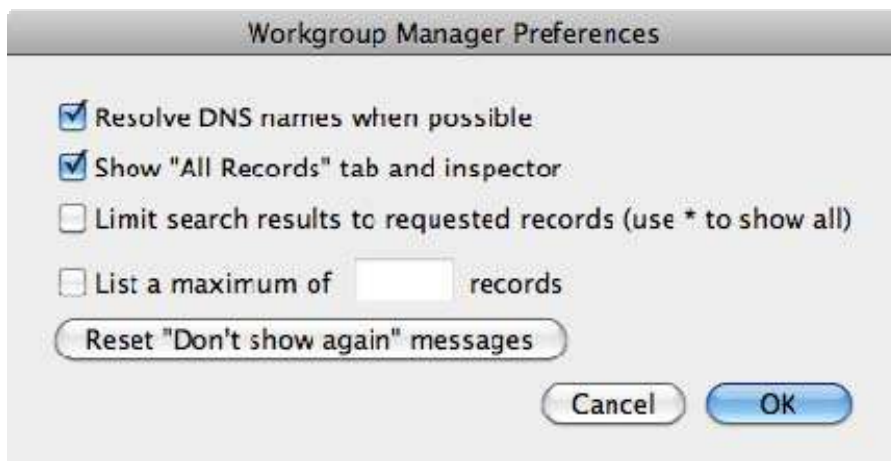 Workgroup Manager Preferences
Resolve DNS names when possible
Show "All Records" tab and inspector
Limit search results to requested records (use * to show all)
List a maximum of records
Reset "Don't show again" messages
Cancel OK